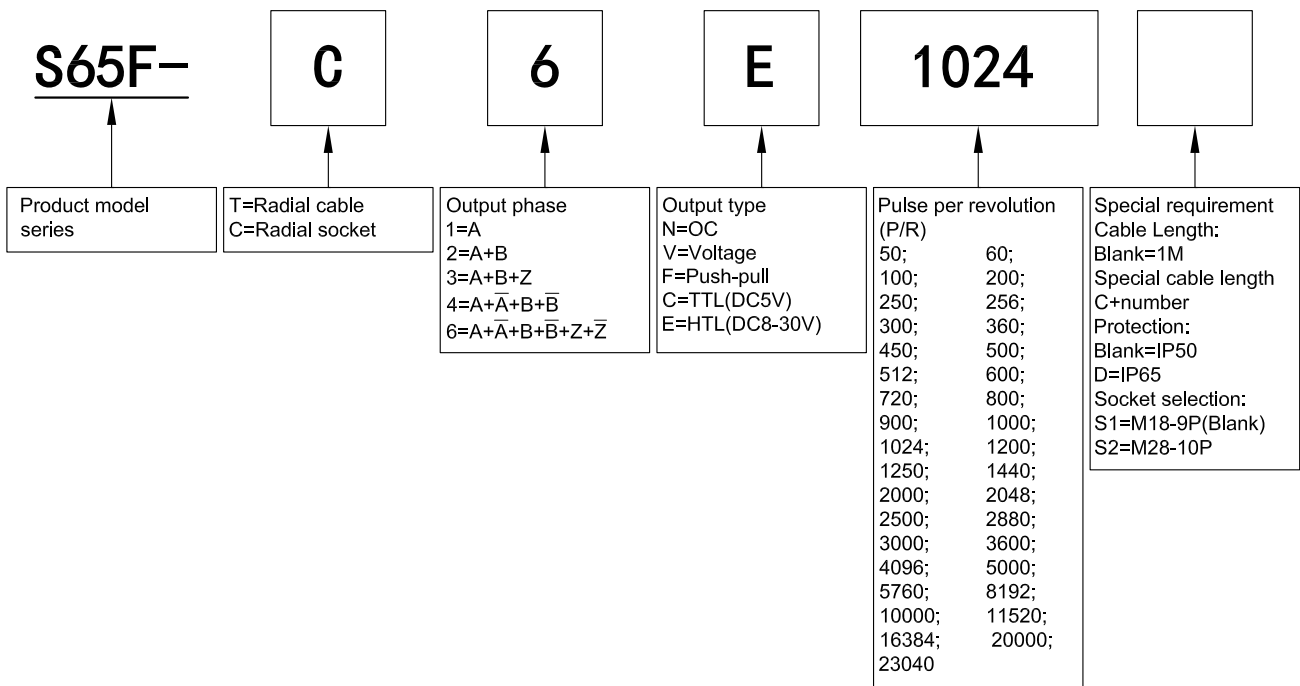 S65F- C 6 E 1024
Product model
series
T=Radial cable
C=Radial socket
Output phase
1=A
2=A+B
3=A+B+Z
4=A+A̅+B+B̅
6=A+A̅+B+B̅+Z+Z̅
Output type
N=OC
V=Voltage
F=Push-pull
C=TTL(DC5V)
E=HTL(DC8-30V)
Pulse per revolution
(P/R)
50; 60;
100; 200;
250; 256;
300; 360;
450; 500;
512; 600;
720; 800;
900; 1000;
1024; 1200;
1250; 1440;
2000; 2048;
2500; 2880;
3000; 3600;
4096; 5000;
5760; 8192;
10000; 11520;
16384; 20000;
23040
Special requirement
Cable Length:
Blank=1M
Special cable length
C+number
Protection:
Blank=IP50
D=IP65
Socket selection:
S1=M18-9P(Blank)
S2=M28-10P